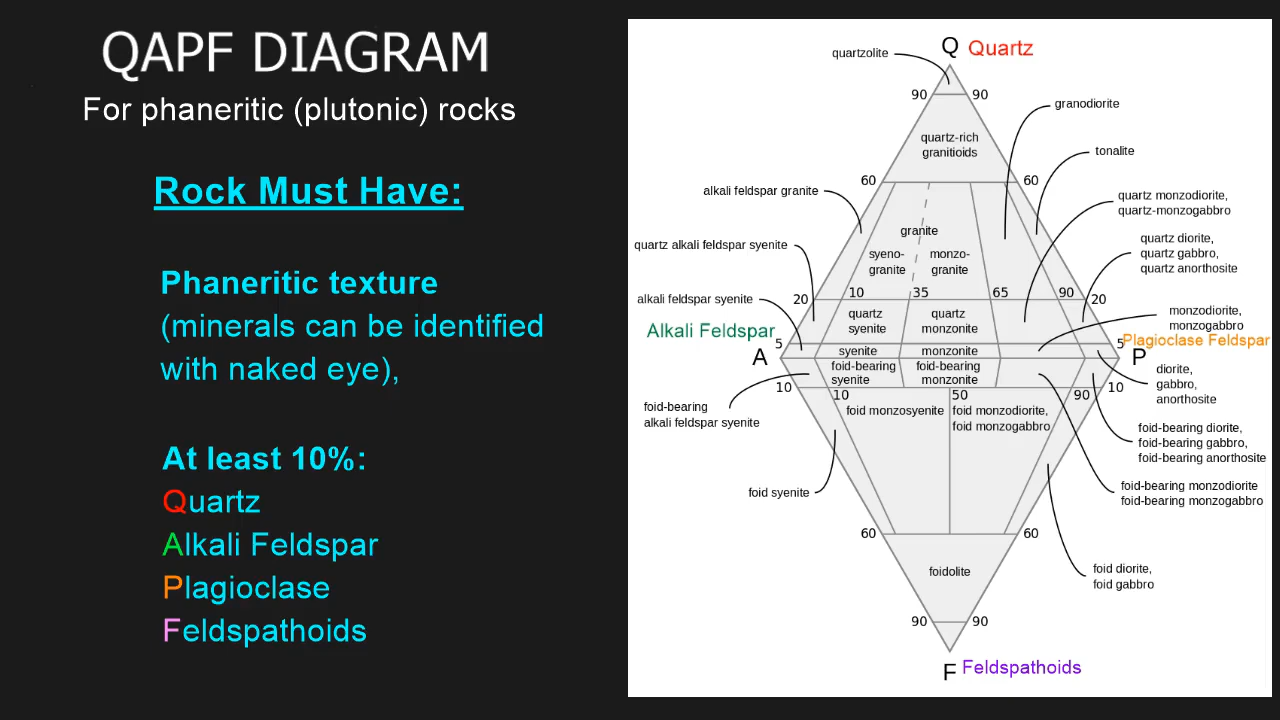 QAPF DIAGRAM
For phaneritic (plutonic) rocks
Rock Must Have:
Phaneritic texture
(minerals can be identified
with naked eye),
At least 10%:
Quartz
Alkali Feldspar
Plagioclase
Feldspathoids
Q Quartz
quartzolite
90 90
granodiorite
quartz-rich
granitioids
tonalite
60 60
alkali feldspar granite
quartz monzodiorite,
quartz-monzogabbro
granite
quartz alkali feldspar syenite
quartz diorite,
quartz gabbro,
quartz anorthosite
syeno-
granite
monzo-
granite
alkali feldspar syenite
20 10 35 65 90 20
quartz
syenite
quartz
monzonite
monzodiorite,
monzogabbro
Alkali Feldspar
Plagioclase Feldspar
5 5
A P
syenite monzonite
foid-bearing
syenite
foid-bearing
monzonite
diorite,
gabbro,
anorthosite
10 10
10 50 90
foid-bearing
alkali feldspar syenite
foid monzosyenite
foid monzodiorite,
foid monzogabbro
foid-bearing diorite,
foid-bearing gabbro,
foid-bearing anorthosite
foid syenite
foid-bearing monzodiorite
foid-bearing monzogabbro
60 60
foidolite
foid diorite,
foid gabbro
90 90
F Feldspathoids